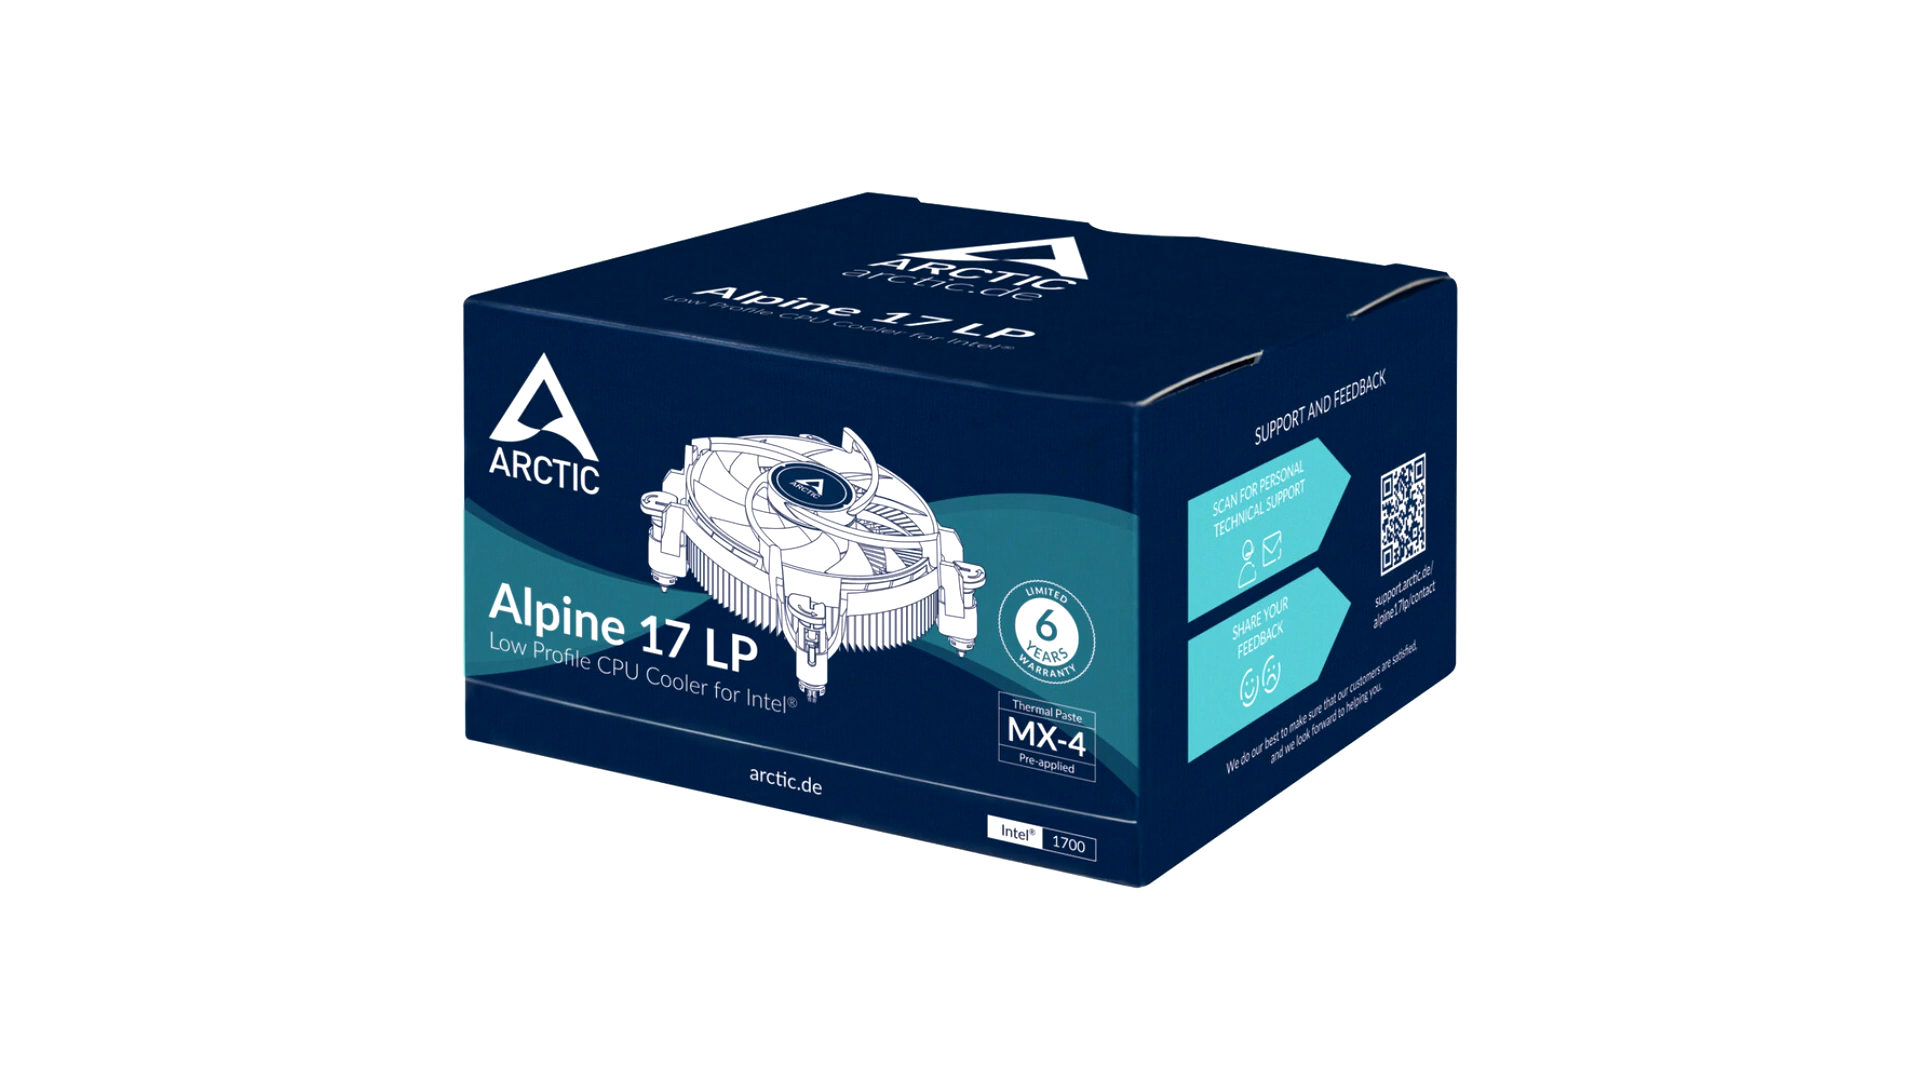 ARCTIC
arctic.de
Alpine 17 LP
Low Profile CPU Cooler for Intel®
ARCTIC
ARCTIC
Alpine 17 LP
Low Profile CPU Cooler for Intel®
LIMITED
6
YEARS
WARRANTY
Thermal Paste
MX-4
Pre-applied
arctic.de
Intel® 1700
SUPPORT AND FEEDBACK
SCAN FOR PERSONAL
TECHNICAL SUPPORT
SHARE YOUR
FEEDBACK
support.arctic.de/
alpine17lp/contact
We do our best to make sure that our customers are satisfied,
and we look forward to helping you.